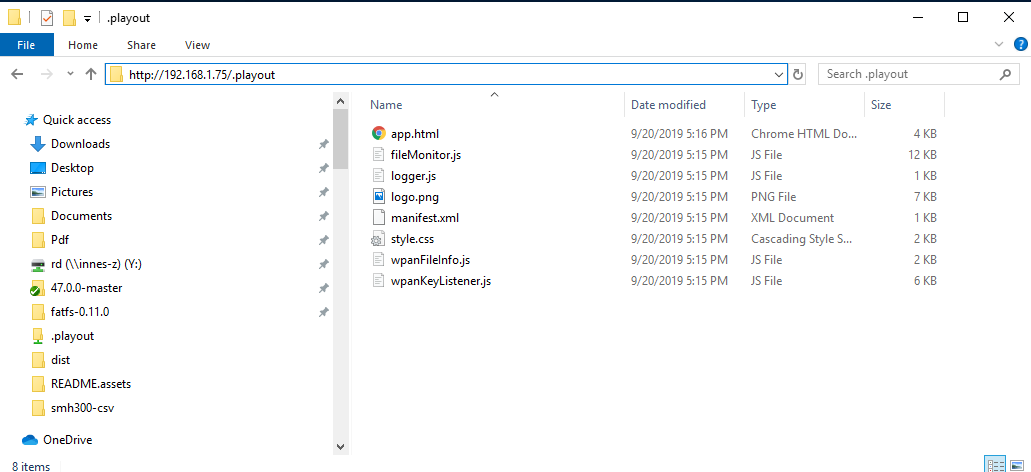 .playout
File Home Share View
http://192.168.1.75/.playout Search .playout
Quick access
Downloads
Desktop
Pictures
Documents
Pdf
rd (\\innes-z) (Y:)
47.0.0-master
fatfs-0.11.0
.playout
dist
README.assets
smh300-csv
OneDrive
Name Date modified Type Size
app.html 9/20/2019 5:16 PM Chrome HTML Do... 4 KB
fileMonitor.js 9/20/2019 5:15 PM JS File 12 KB
logger.js 9/20/2019 5:15 PM JS File 1 KB
logo.png 9/20/2019 5:15 PM PNG File 7 KB
manifest.xml 9/20/2019 5:15 PM XML Document 1 KB
style.css 9/20/2019 5:15 PM Cascading Style S... 2 KB
wpanFileInfo.js 9/20/2019 5:15 PM JS File 2 KB
wpanKeyListener.js 9/20/2019 5:15 PM JS File 6 KB
8 items